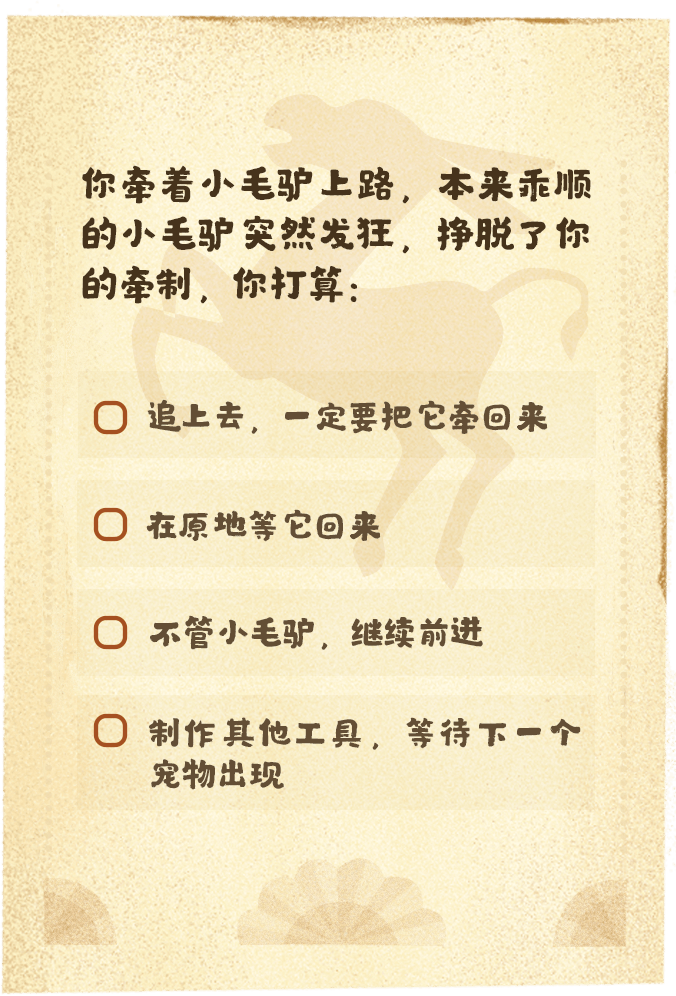 你牵着小毛驴上路，本来乖顺
的小毛驴突然发狂，挣脱了你
的牵制，你打算：
追上去，一定要把它牵回来
在原地等它回来
不管小毛驴，继续前进
制作其他工具，等待下一个
宠物出现